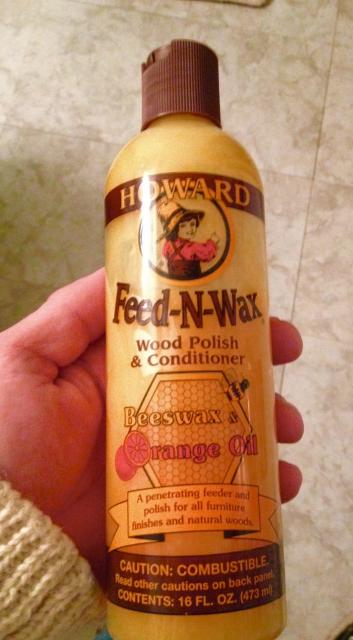 HOWARD
Feed-N-Wax
Wood Polish
& Conditioner
Beeswax &
Orange Oil
A penetrating feeder and
polish for all furniture
finishes and natural woods.
CAUTION: COMBUSTIBLE.
Read other cautions on back panel.
CONTENTS: 16 FL. OZ. (473 ml)